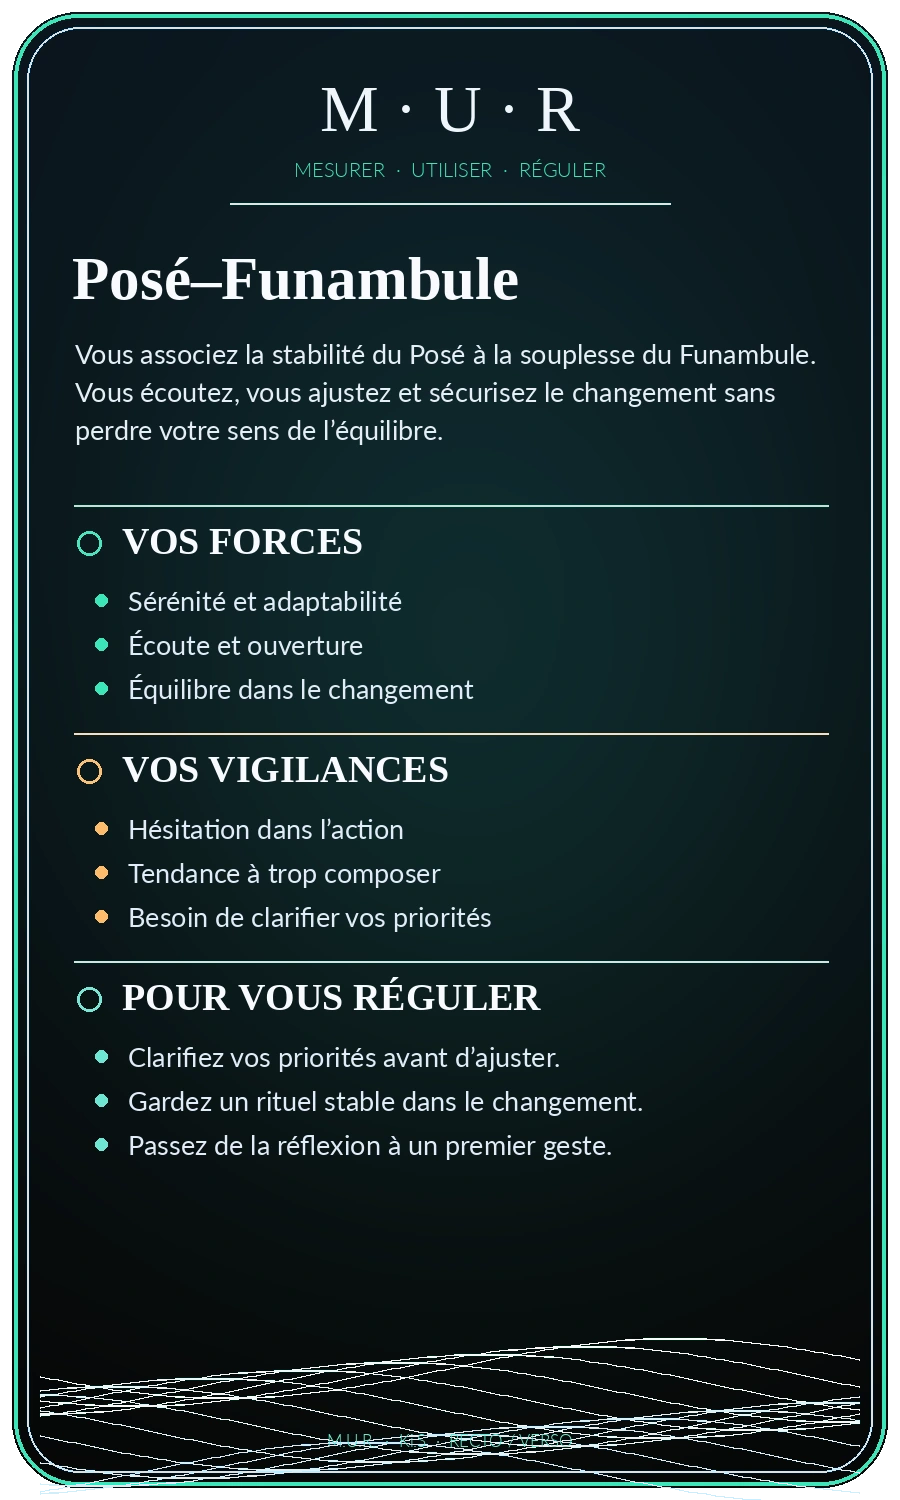 M · U · R
MESURER · UTILISER · RÉGULER
Posé–Funambule
Vous associez la stabilité du Posé à la souplesse du Funambule.
Vous écoutez, vous ajustez et sécurisez le changement sans
perdre votre sens de l’équilibre.
VOS FORCES
Sérénité et adaptabilité
Écoute et ouverture
Équilibre dans le changement
VOS VIGILANCES
Hésitation dans l’action
Tendance à trop composer
Besoin de clarifier vos priorités
POUR VOUS RÉGULER
Clarifiez vos priorités avant d’ajuster.
Gardez un rituel stable dans le changement.
Passez de la réflexion à un premier geste.
M.U.R. · KLS · RECTO / VERSO